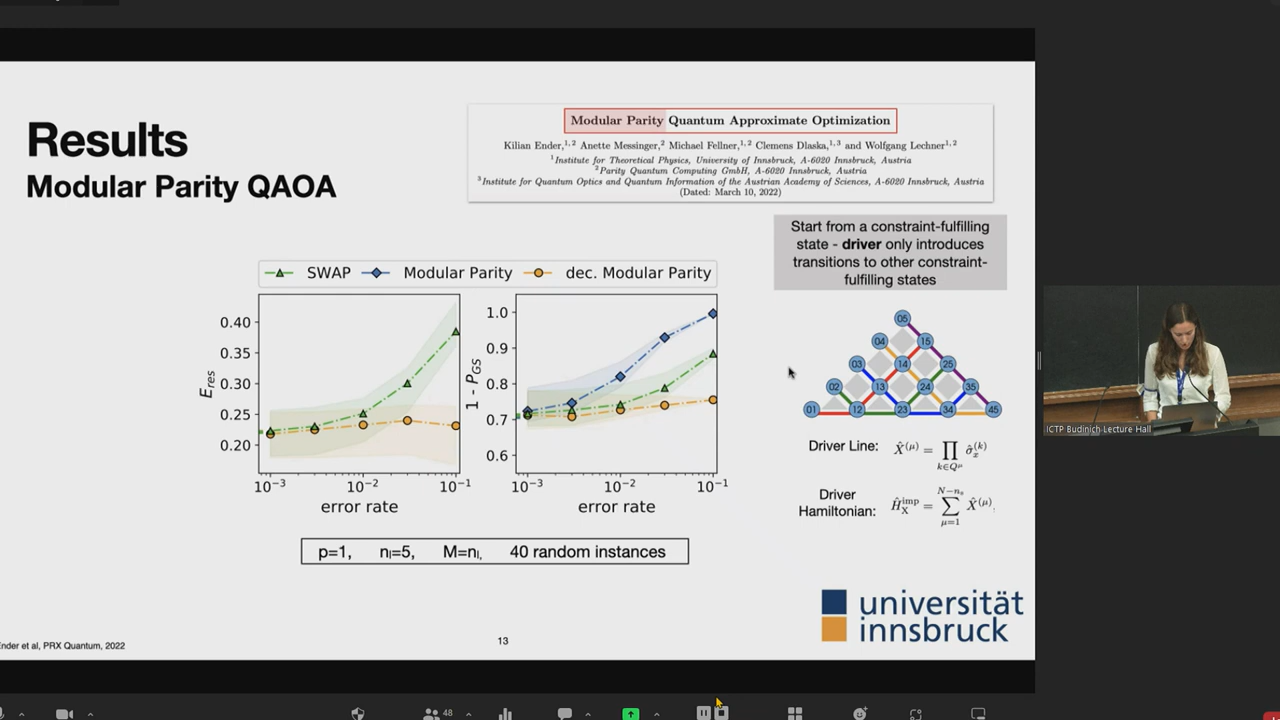 Results
Modular Parity QAOA
Modular Parity Quantum Approximate Optimization
Kilian Ender,1,2 Anette Messinger,2 Michael Fellner,1,2 Clemens Dlaska,1,3 and Wolfgang Lechner1,2
1Institute for Theoretical Physics, University of Innsbruck, A-6020 Innsbruck, Austria
2Parity Quantum Computing GmbH, A-6020 Innsbruck, Austria
3Institute for Quantum Optics and Quantum Information of the Austrian Academy of Sciences, A-6020 Innsbruck, Austria
(Dated: March 10, 2022)
Start from a constraint-fulfilling
state - driver only introduces
transitions to other constraint-
fulfilling states
SWAP Modular Parity dec. Modular Parity
E_res
0.40
0.35
0.30
0.25
0.20
10^-3 10^-2 10^-1
error rate
1 - P_GS
1.0
0.9
0.8
0.7
0.6
10^-3 10^-2 10^-1
error rate
05
04 15
03 14 25
02 13 24 35
01 12 23 34 45
Driver Line: X̂^(μ) = ∏_{k∈Q^μ} σ̂_x^(k)
Driver
Hamiltonian: Ĥ_X^imp = ∑_{μ=1}^{N−n_s} X̂^(μ).
p=1, nₗ=5, M=nₗ, 40 random instances
universität
innsbruck
Ender et al, PRX Quantum, 2022
13
ICTP Budinich Lecture Hall
48